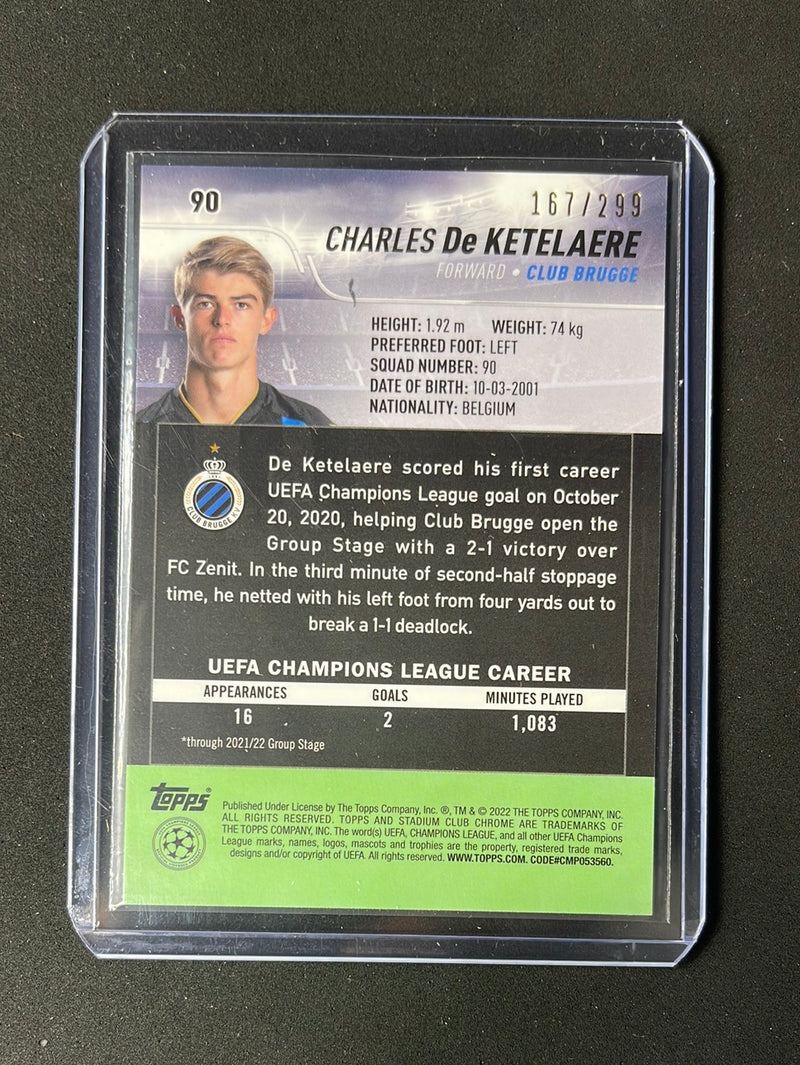 90
167/299
CHARLES De KETELAERE
FORWARD • CLUB BRUGGE
HEIGHT: 1.92 m WEIGHT: 74 kg
PREFERRED FOOT: LEFT
SQUAD NUMBER: 90
DATE OF BIRTH: 10-03-2001
NATIONALITY: BELGIUM
CLUB BRUGGE K.V.
De Ketelaere scored his first career
UEFA Champions League goal on October
20, 2020, helping Club Brugge open the
Group Stage with a 2-1 victory over
FC Zenit. In the third minute of second-half stoppage
time, he netted with his left foot from four yards out to
break a 1-1 deadlock.
UEFA CHAMPIONS LEAGUE CAREER
APPEARANCES GOALS MINUTES PLAYED
16 2 1,083
*through 2021/22 Group Stage
Topps®
Published Under License by The Topps Company, Inc. ®, TM & © 2022 THE TOPPS COMPANY, INC.
ALL RIGHTS RESERVED. TOPPS AND STADIUM CLUB CHROME ARE TRADEMARKS OF
THE TOPPS COMPANY, INC. The word(s) UEFA, CHAMPIONS LEAGUE, and all other UEFA Champions
League marks, names, logos, mascots and trophies are the property, registered trade marks,
designs and/or copyright of UEFA. All rights reserved. WWW.TOPPS.COM. CODE#CMP053560.